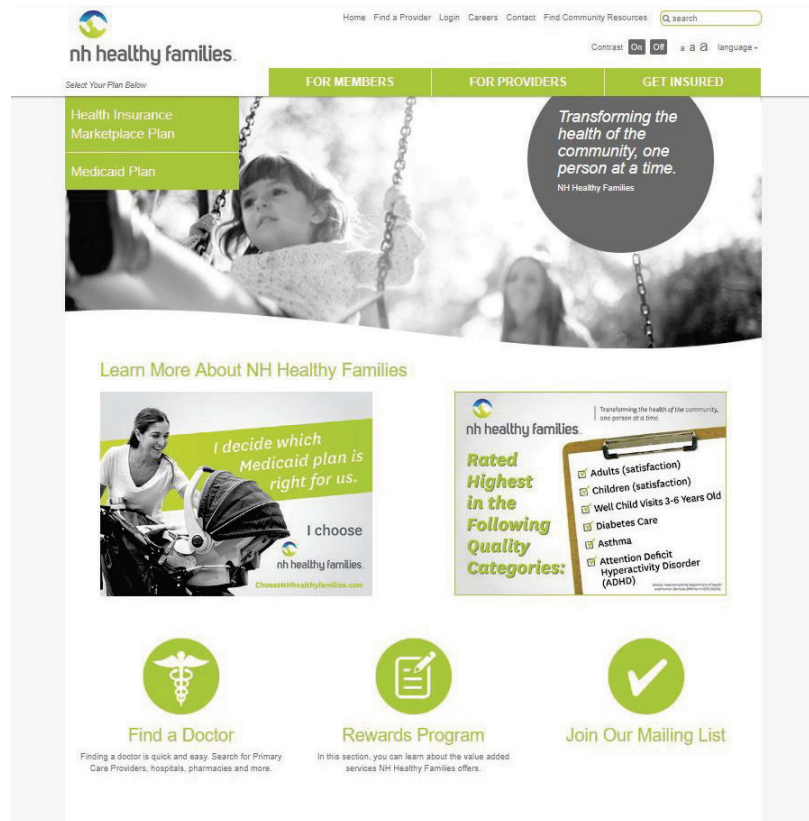 Home Find a Provider Login Careers Contact Find Community Resources search
nh healthy families.
Contrast On Off a a a language
Select Your Plan Below
FOR MEMBERS FOR PROVIDERS GET INSURED
Health Insurance
Marketplace Plan
Medicaid Plan
Transforming the
health of the
community, one
person at a time.
NH Healthy Families
Learn More About NH Healthy Families
I decide which
Medicaid plan is
right for us.
I choose
nh healthy families.
ChooseNHhealthyfamilies.com
nh healthy families.
Transforming the health of the community,
one person at a time.
Rated
Highest
in the
Following
Quality
Categories:
Adults (satisfaction)
Children (satisfaction)
Well Child Visits 3-6 Years Old
Diabetes Care
Asthma
Attention Deficit
Hyperactivity Disorder
(ADHD)
Find a Doctor
Finding a doctor is quick and easy. Search for Primary
Care Providers, hospitals, pharmacies and more.
Rewards Program
In this section, you can learn about the value added
services NH Healthy Families offers.
Join Our Mailing List